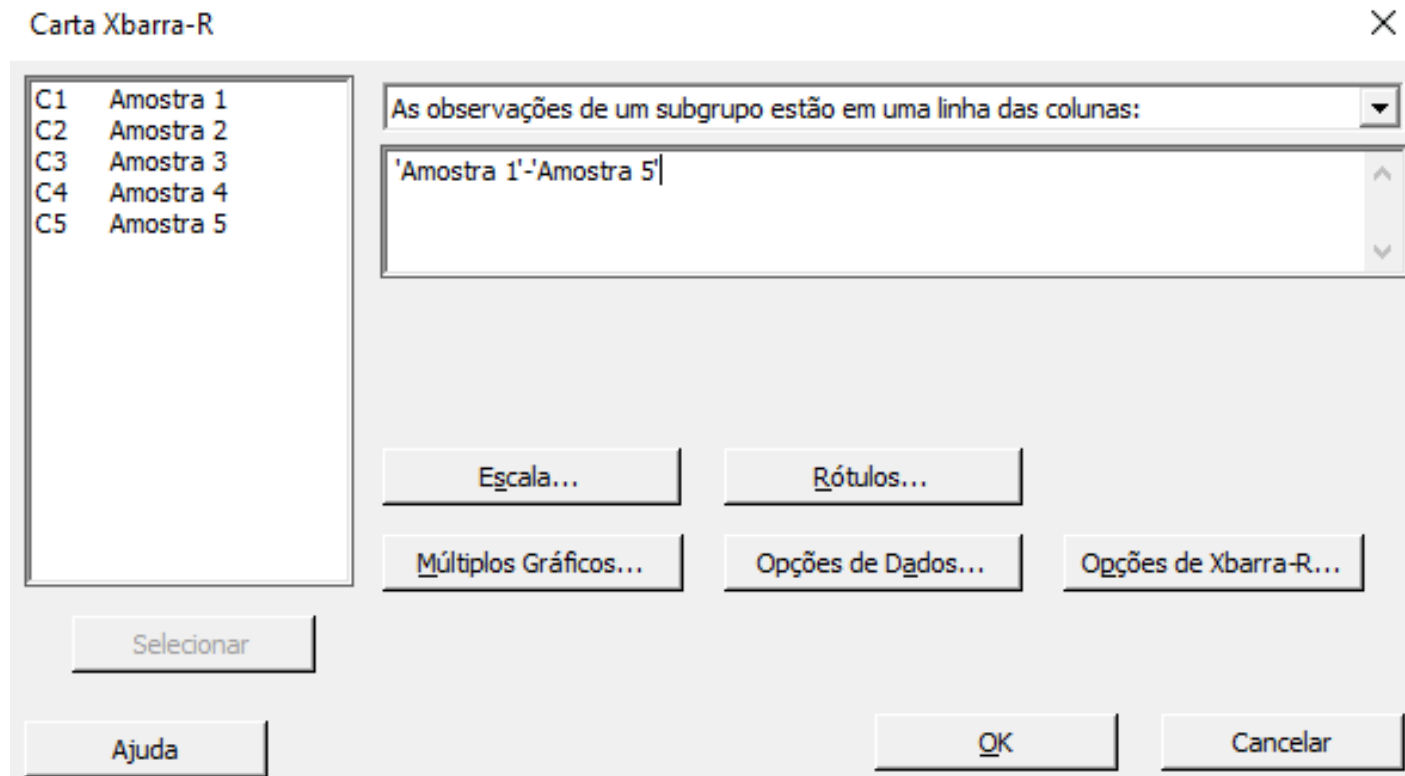 Carta Xbarra-R
C1 Amostra 1
C2 Amostra 2
C3 Amostra 3
C4 Amostra 4
C5 Amostra 5
As observações de um subgrupo estão em uma linha das colunas:
'Amostra 1'-'Amostra 5'
Escala...
Rótulos...
Múltiplos Gráficos...
Opções de Dados...
Opções de Xbarra-R...
Selecionar
Ajuda
OK
Cancelar